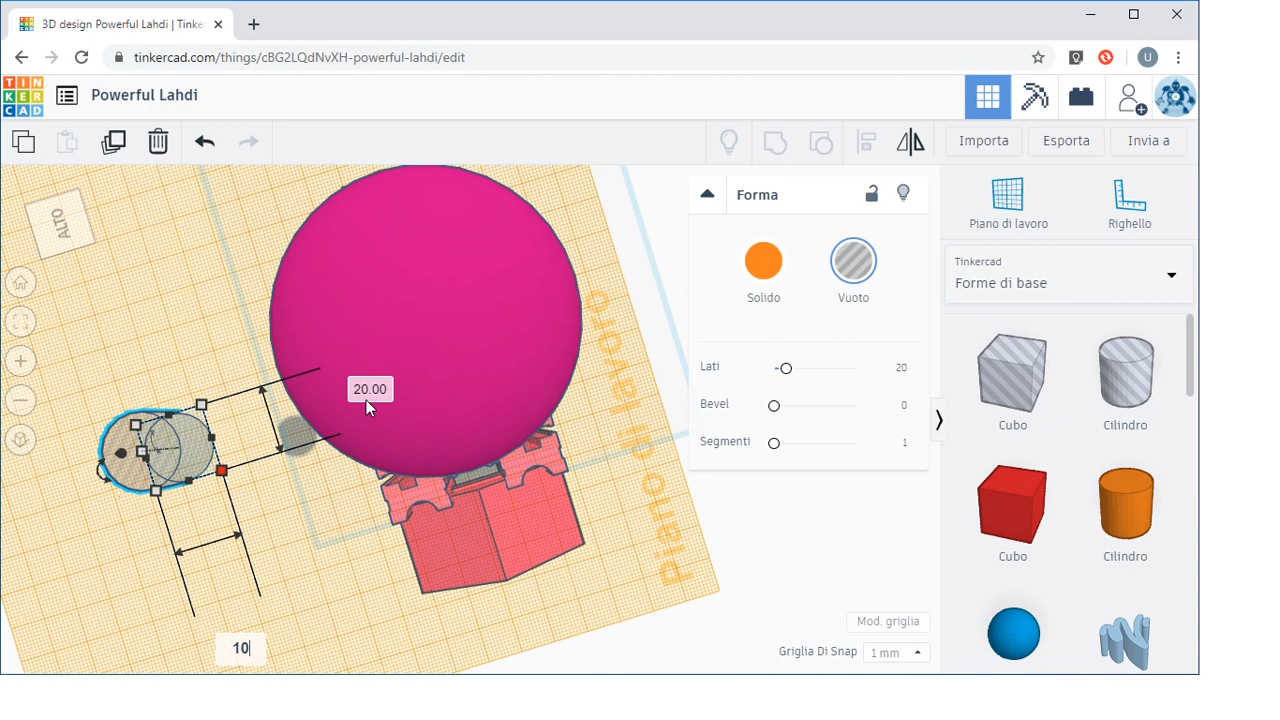 3D design Powerful Lahdi | Tinke
tinkercad.com/things/cBG2LQdNvXH-powerful-lahdi/edit
U
TIN
KER
CAD
Powerful Lahdi
Importa
Esporta
Invia a
ALTO
Forma
Solido
Vuoto
Lati
20
Bevel
0
Segmenti
1
20.00
10
Piano di lavoro
Mod. griglia
Griglia Di Snap
1 mm
Piano di lavoro
Righello
Tinkercad
Forme di base
Cubo
Cilindro
Cubo
Cilindro